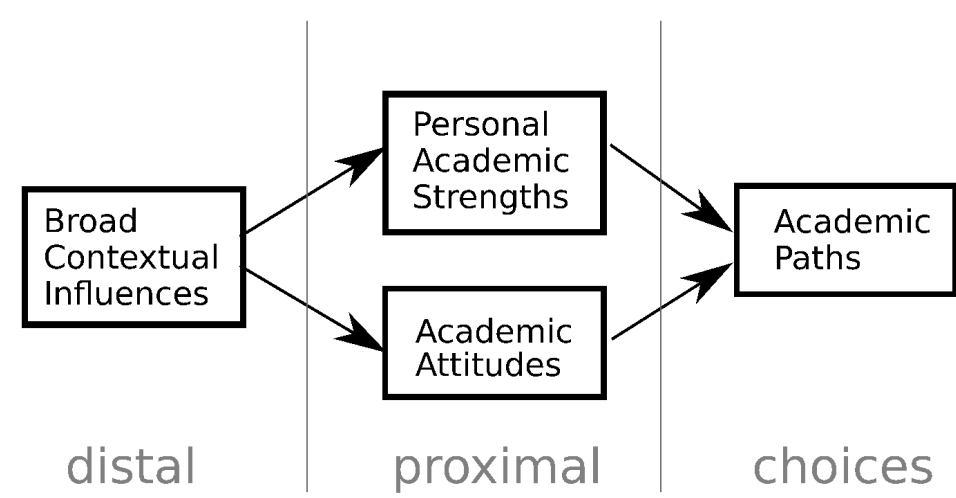 Broad
Contextual
Influences
Personal
Academic
Strengths
Academic
Attitudes
Academic
Paths
distal
proximal
choices